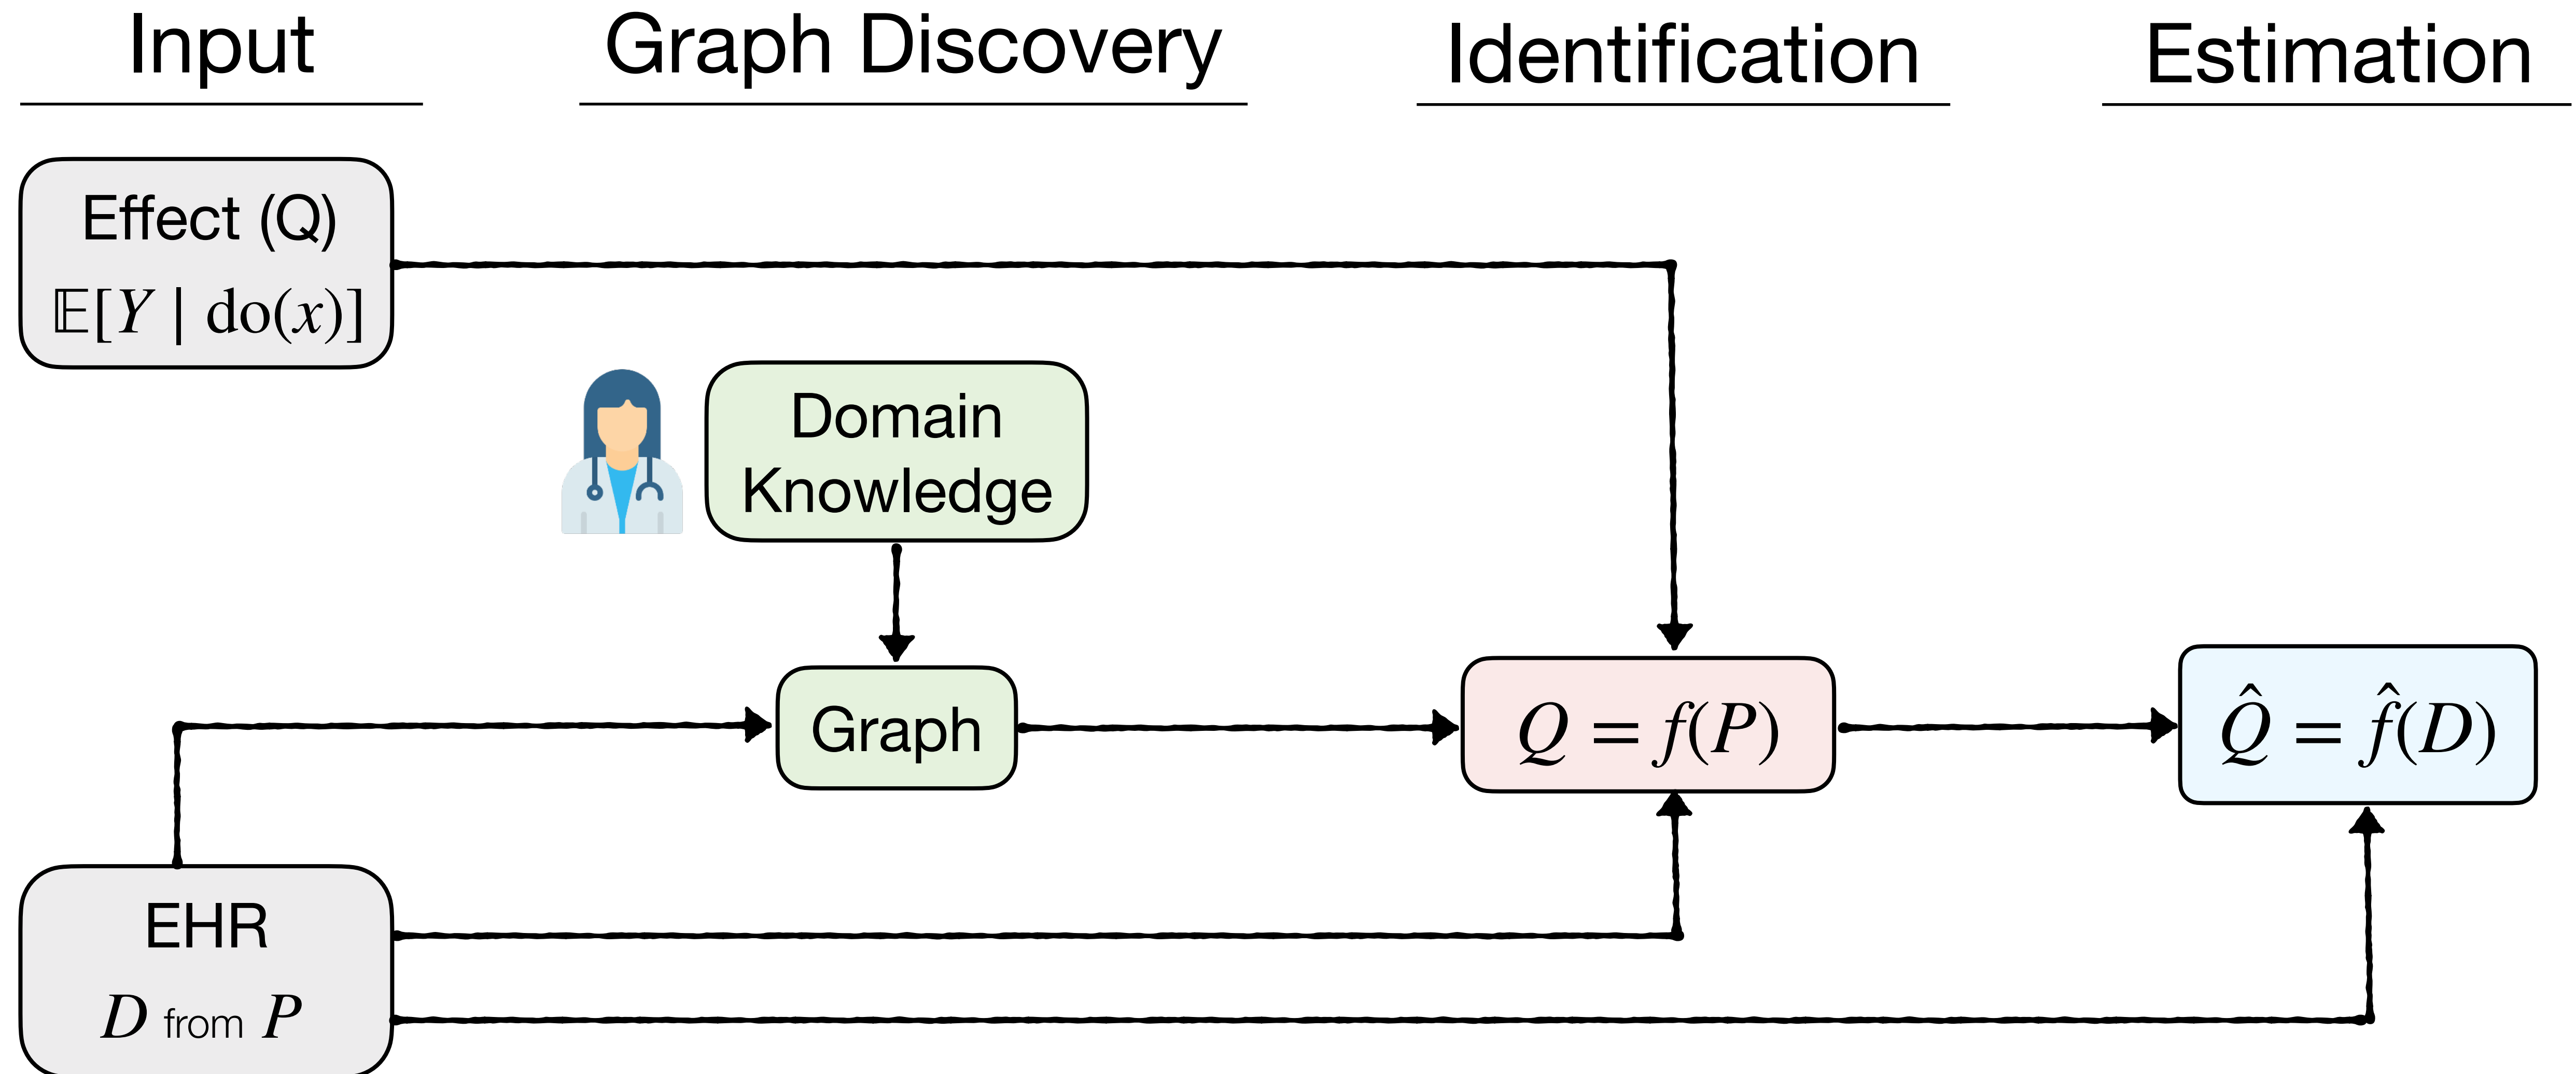 Input
Graph Discovery
Identification
Estimation
Effect (Q)
𝔼[Y | do(x)]
Domain
Knowledge
Graph
Q = f(P)
Q̂ = f̂(D)
EHR
D from P